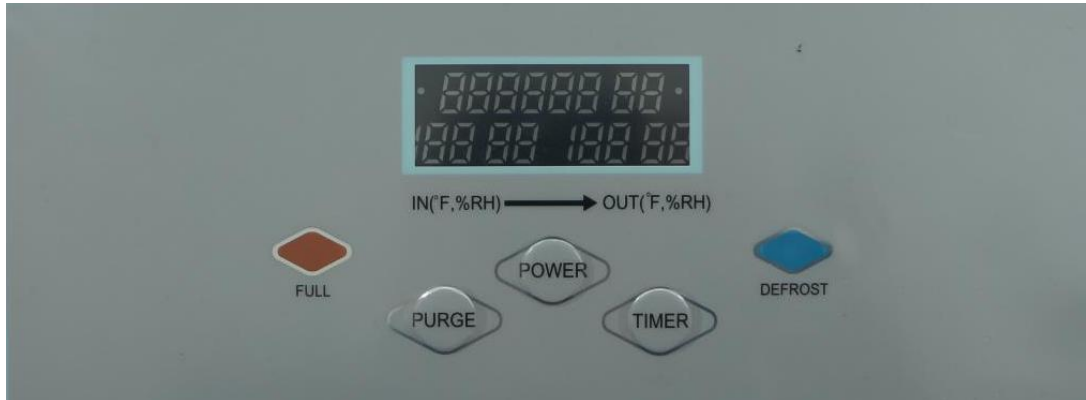 IN(°F,%RH) OUT(°F,%RH)
POWER
FULL
DEFROST
PURGE
TIMER